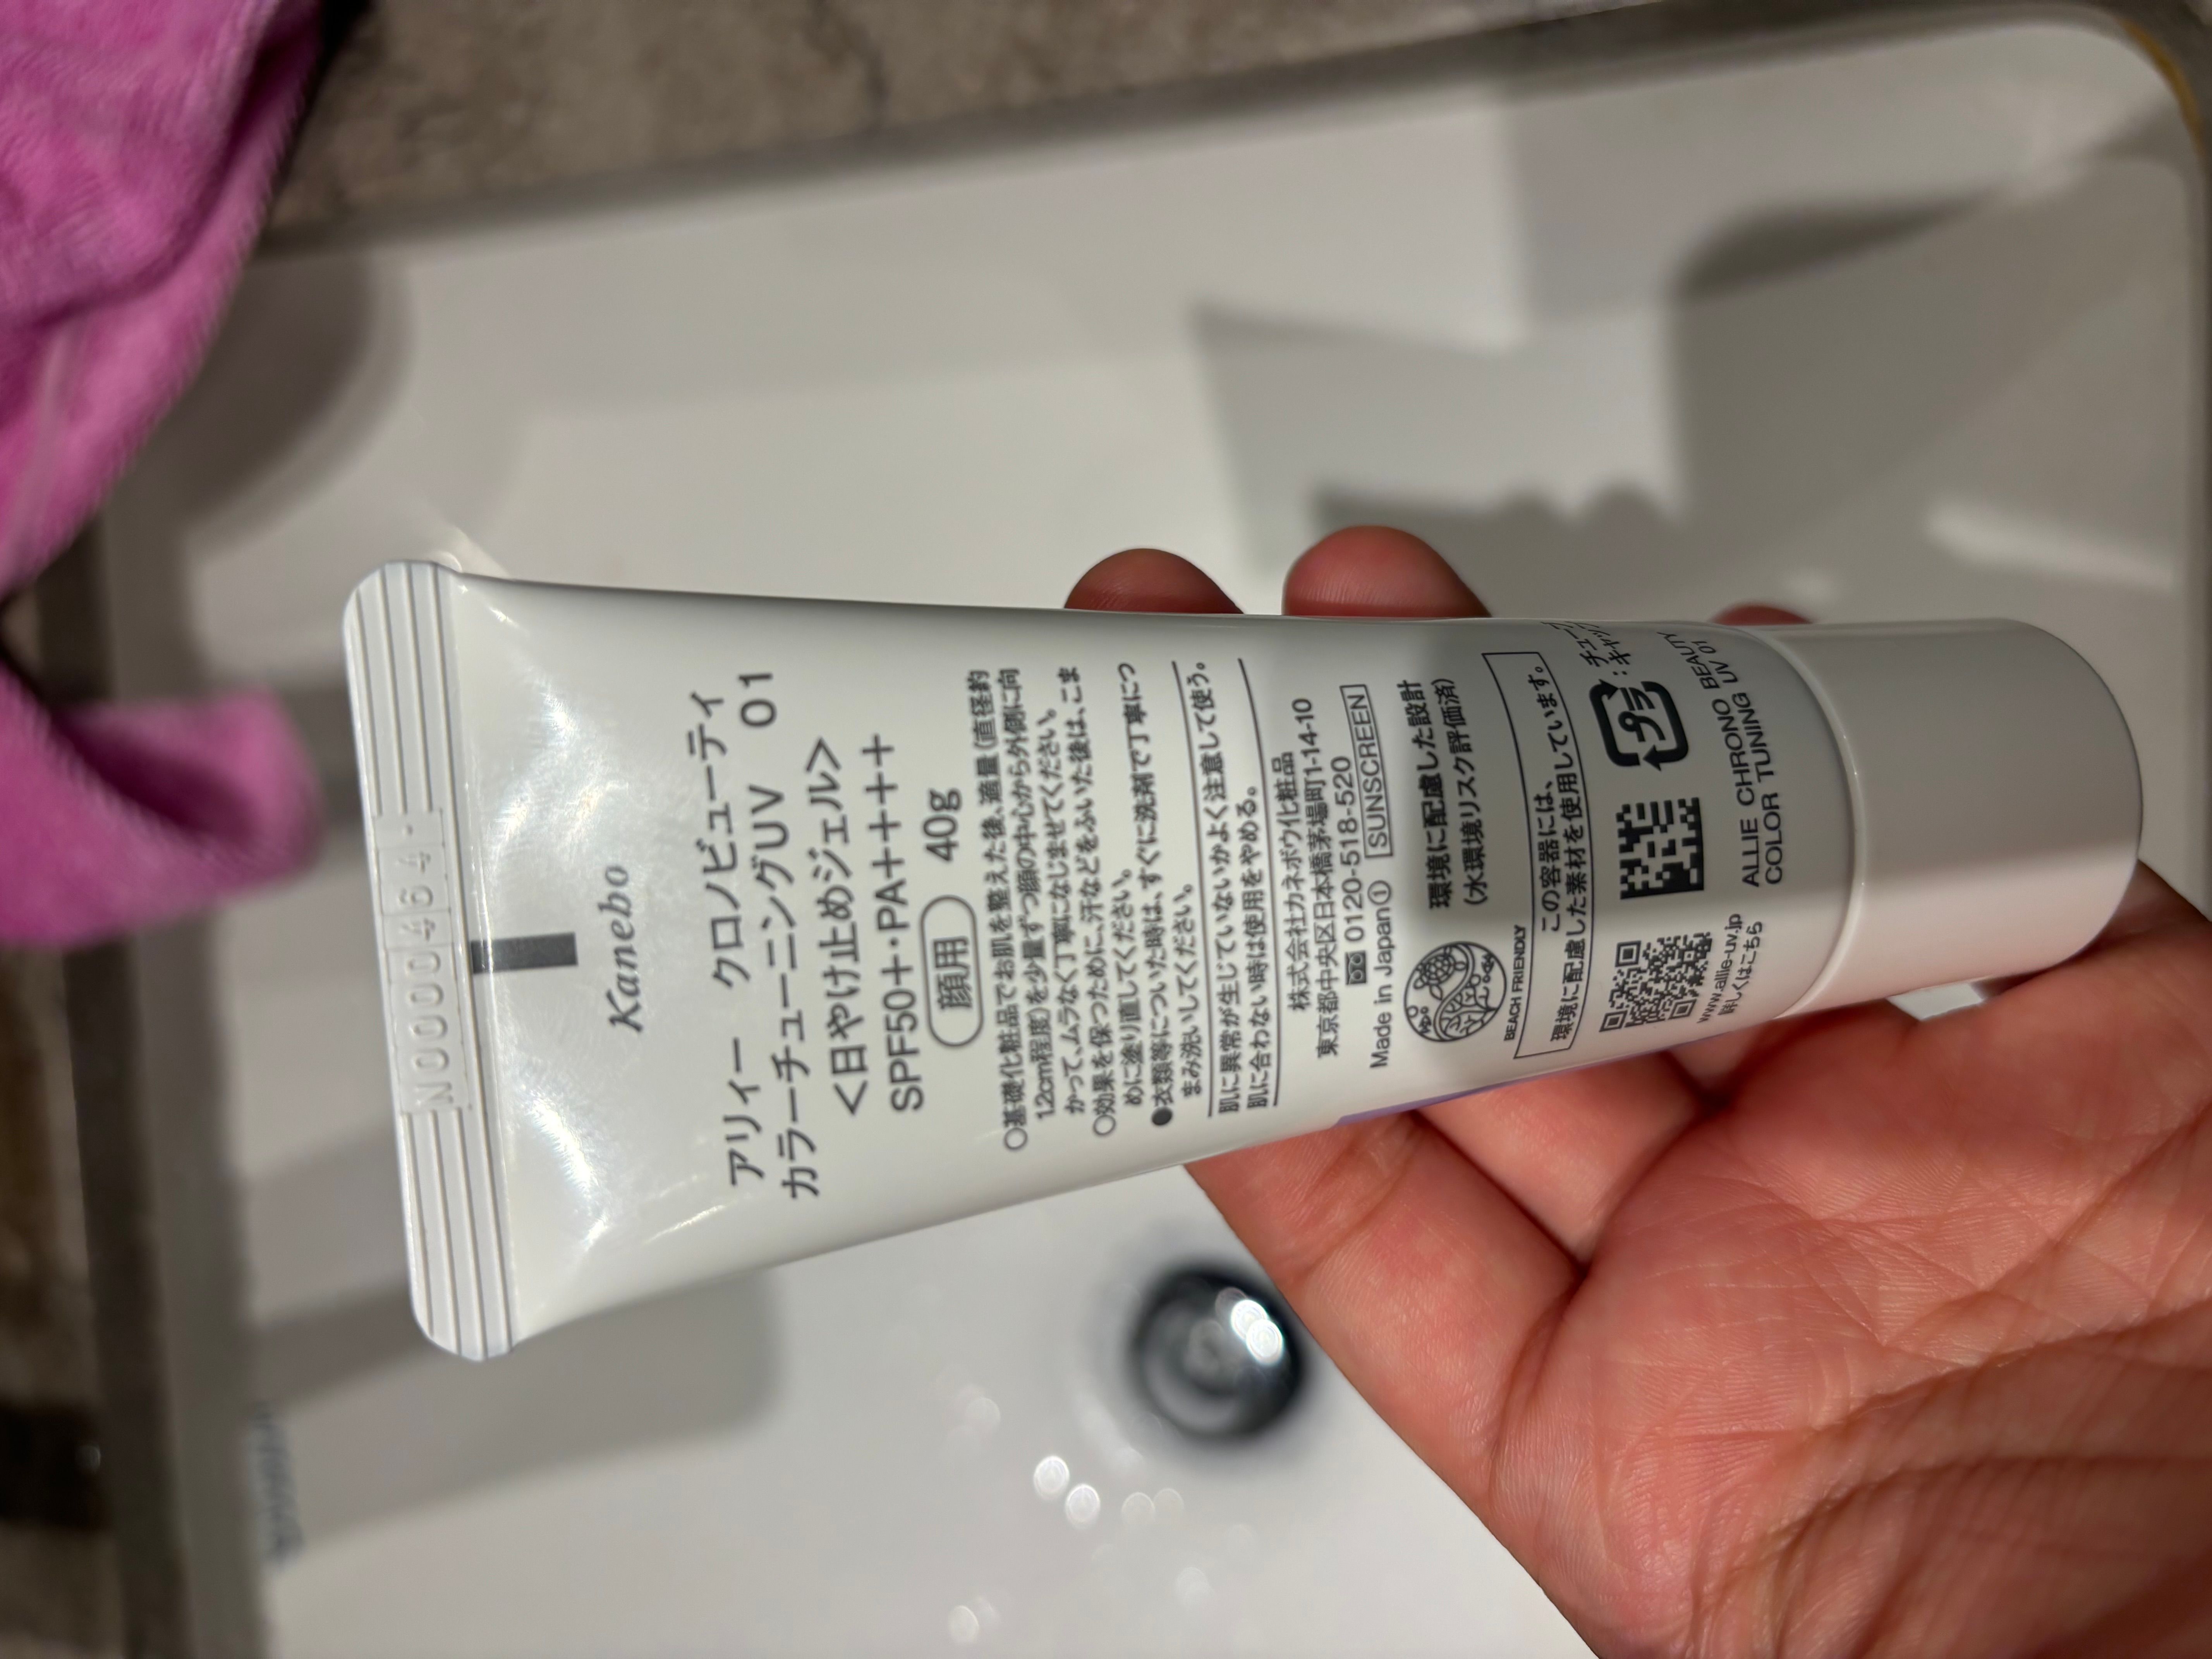 N000464
Kanebo
アリィー クロノビューティ
カラーチューニングUV 01
<日やけ止めジェル>
SPF50+・PA++++
顔用 40g
○基礎化粧品でお肌を整えた後、適量(直径約
1.2cm程度)を少量ずつ顔の中心から外側に向
かって、ムラなく丁寧になじませてください。
○効果を保つために、汗などをふいた後は、こま
めに塗り直してください。
●衣類等についた時は、すぐに洗剤で丁寧につ
まみ洗いしてください。
肌に異常が生じていないかよく注意して使う。
肌に合わない時は使用をやめる。
株式会社カネボウ化粧品
東京都中央区日本橋茅場町1-14-10
0120-518-520
Made in Japan① SUNSCREEN
環境に配慮した設計
(水環境リスク評価済)
BEACH FRIENDLY
この容器には、
環境に配慮した素材を使用しています。
プラ
www.allie-uv.jp
詳しくはこちら
ALLIE CHRONO BEAUTY
COLOR TUNING UV 01